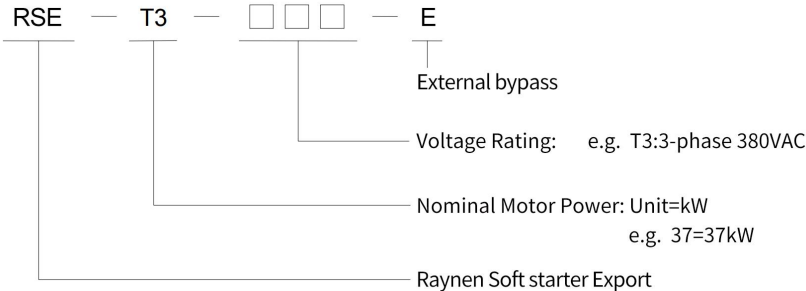 RSE — T3 — □□□ — E
External bypass
Voltage Rating: e.g. T3:3-phase 380VAC
Nominal Motor Power: Unit=kW
e.g. 37=37kW
Raynen Soft starter Export